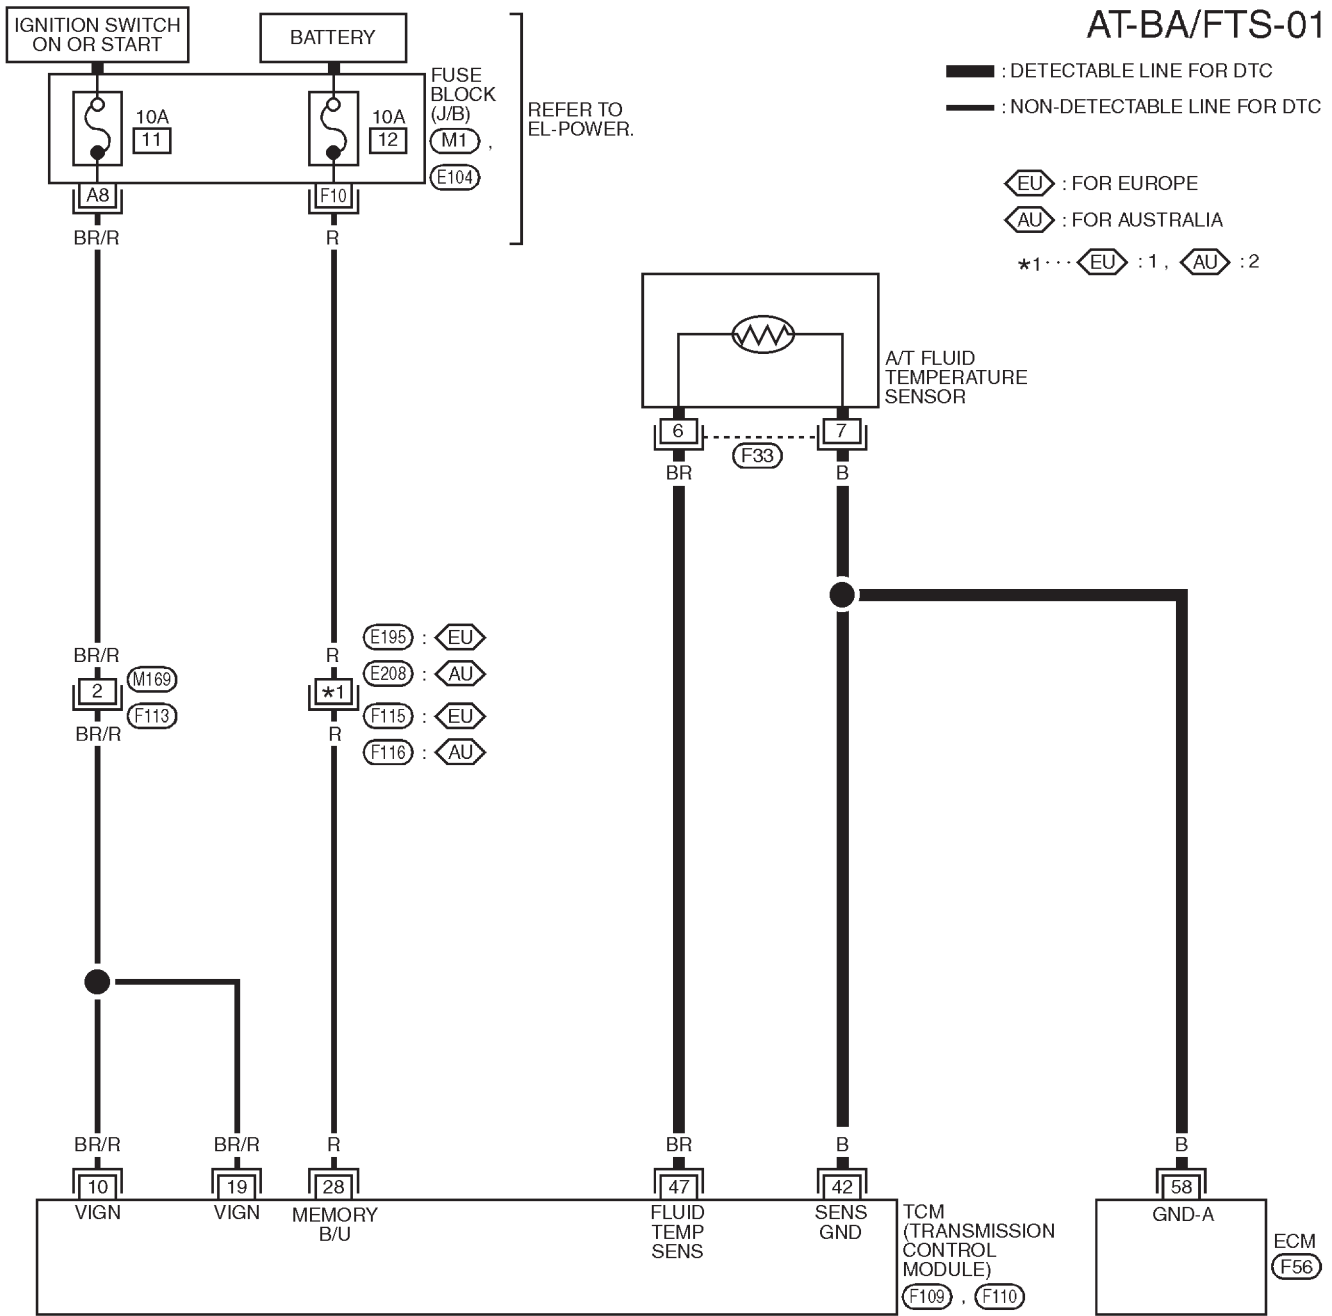 AT-BA/FTS-01
IGNITION SWITCH
ON OR START
BATTERY
: DETECTABLE LINE FOR DTC
: NON-DETECTABLE LINE FOR DTC
EU : FOR EUROPE
AU : FOR AUSTRALIA
*1··· EU : 1 , AU : 2
10A
11
10A
12
FUSE
BLOCK
(J/B)
M1 ,
E104
REFER TO
EL-POWER.
A8
F10
BR/R
R
A/T FLUID
TEMPERATURE
SENSOR
6
7
F33
BR
B
BR/R
2
M169
F113
BR/R
R
*1
R
E195 : EU
E208 : AU
F115 : EU
F116 : AU
BR/R
BR/R
R
BR
B
B
10
19
28
47
42
58
VIGN
VIGN
MEMORY
B/U
FLUID
TEMP
SENS
SENS
GND
TCM
(TRANSMISSION
CONTROL
MODULE)
F109 , F110
GND-A
ECM
F56